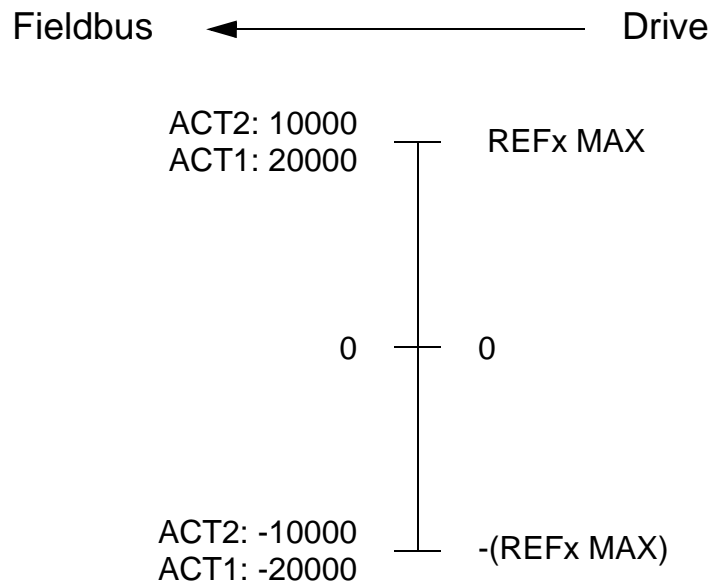 Fieldbus Drive
ACT2: 10000
ACT1: 20000
REFx MAX
0 0
ACT2: -10000
ACT1: -20000
-(REFx MAX)